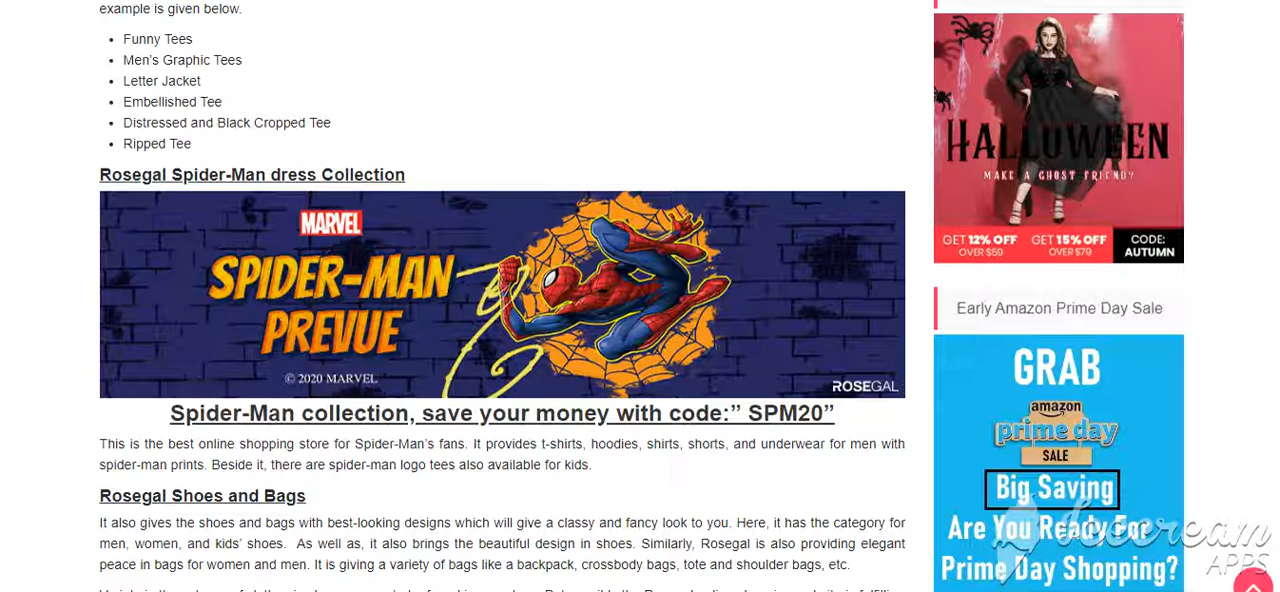 example is given below.
• Funny Tees
• Men's Graphic Tees
• Letter Jacket
• Embellished Tee
• Distressed and Black Cropped Tee
• Ripped Tee
Rosegal Spider-Man dress Collection
MARVEL
SPIDER-MAN
PREVUE
© 2020 MARVEL
ROSEGAL
Spider-Man collection, save your money with code:” SPM20”
This is the best online shopping store for Spider-Man's fans. It provides t-shirts, hoodies, shirts, shorts, and underwear for men with
spider-man prints. Beside it, there are spider-man logo tees also available for kids.
Rosegal Shoes and Bags
It also gives the shoes and bags with best-looking designs which will give a classy and fancy look to you. Here, it has the category for
men, women, and kids' shoes. As well as, it also brings the beautiful design in shoes. Similarly, Rosegal is also providing elegant
peace in bags for women and men. It is giving a variety of bags like a backpack, crossbody bags, tote and shoulder bags, etc.
HALLOWEEN
MAKE A GHOST FRIEND?
GET 12% OFF
OVER $59
GET 15% OFF
OVER $79
CODE:
AUTUMN
Early Amazon Prime Day Sale
GRAB
amazon
prime day
SALE
Big Saving
Are You Ready For
Prime Day Shopping?
Icecream
APPS